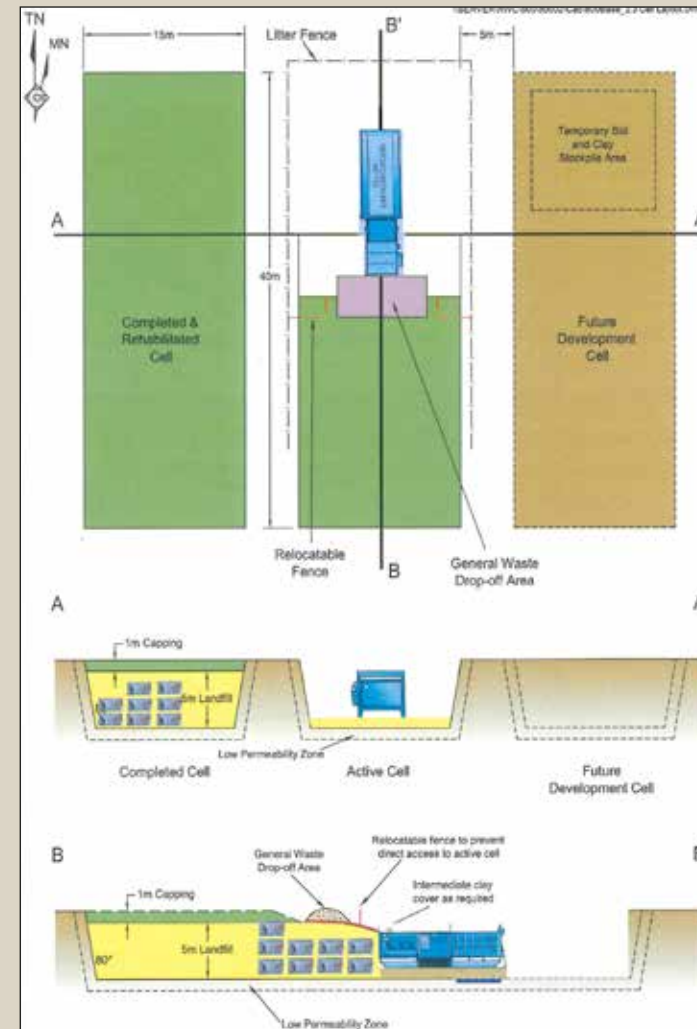 TN
MN
15m
B'
Litter Fence
5m
Temporary Soil
and Clay
Stockpile Area
A
A
40m
Completed &
Rehabilitated
Cell
Future
Development
Cell
Relocatable
Fence
B
General Waste
Drop-off Area
A
A
1m Capping
5m Landfill
Low Permeability Zone
Completed Cell
Active Cell
Future
Development Cell
B
B
General Waste
Drop-off Area
Relocatable fence to prevent
direct access to active cell
Intermediate clay
cover as required
1m Capping
5m Landfill
80°
Low Permeability Zone